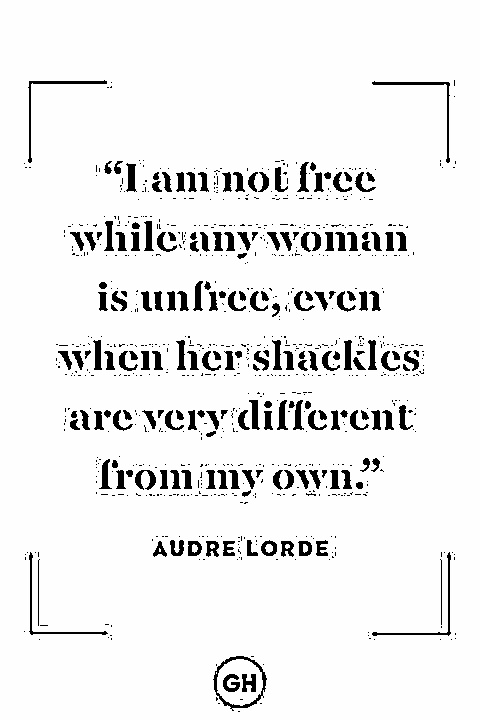 “I am not free
while any woman
is unfree, even
when her shackles
are very different
from my own.”
AUDRE LORDE
GH